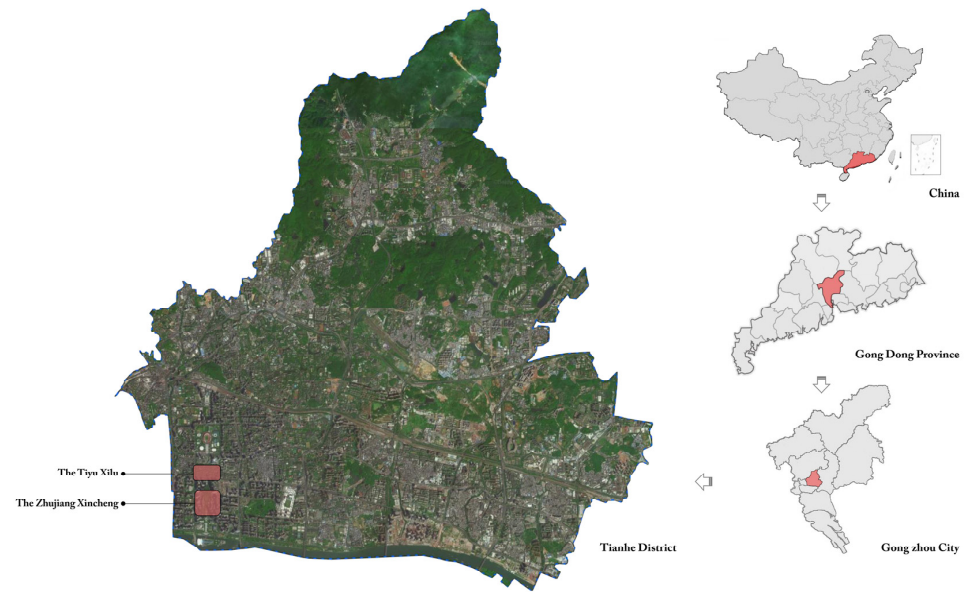 China
Gong Dong Province
The Tiyu Xilu
The Zhujiang Xincheng
Tianhe District
Gong zhou City